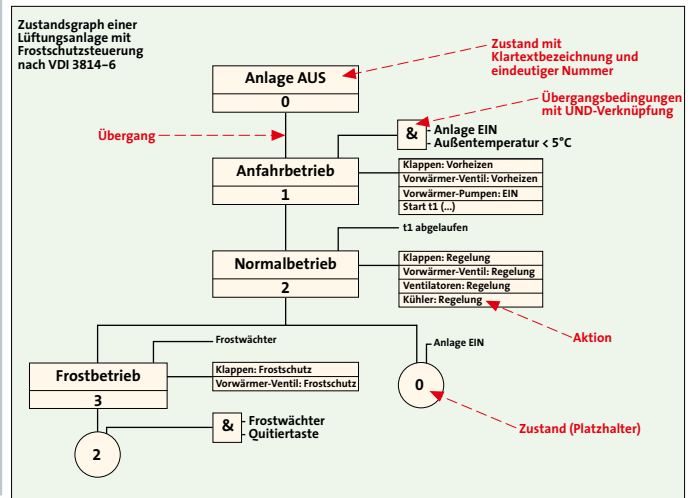 Zustandsgraph einer
Lüftungsanlage mit
Frostschutzsteuerung
nach VDI 3814–6
Zustand mit
Klartextbezeichnung und
eindeutiger Nummer
Anlage AUS
0
Übergangsbedingungen
mit UND-Verknüpfung
Übergang
&
- Anlage EIN
- Außentemperatur < 5°C
Anfahrbetrieb
1
Klappen: Vorheizen
Vorwärmer-Ventil: Vorheizen
Vorwärmer-Pumpen: EIN
Start t1 (...)
t1 abgelaufen
Normalbetrieb
2
Klappen: Regelung
Vorwärmer-Ventil: Regelung
Ventilatoren: Regelung
Kühler: Regelung
Aktion
Frostwächter
Anlage EIN
Frostbetrieb
3
Klappen: Frostschutz
Vorwärmer-Ventil: Frostschutz
0
&
- Frostwächter
- Quitiertaste
Zustand (Platzhalter)
2